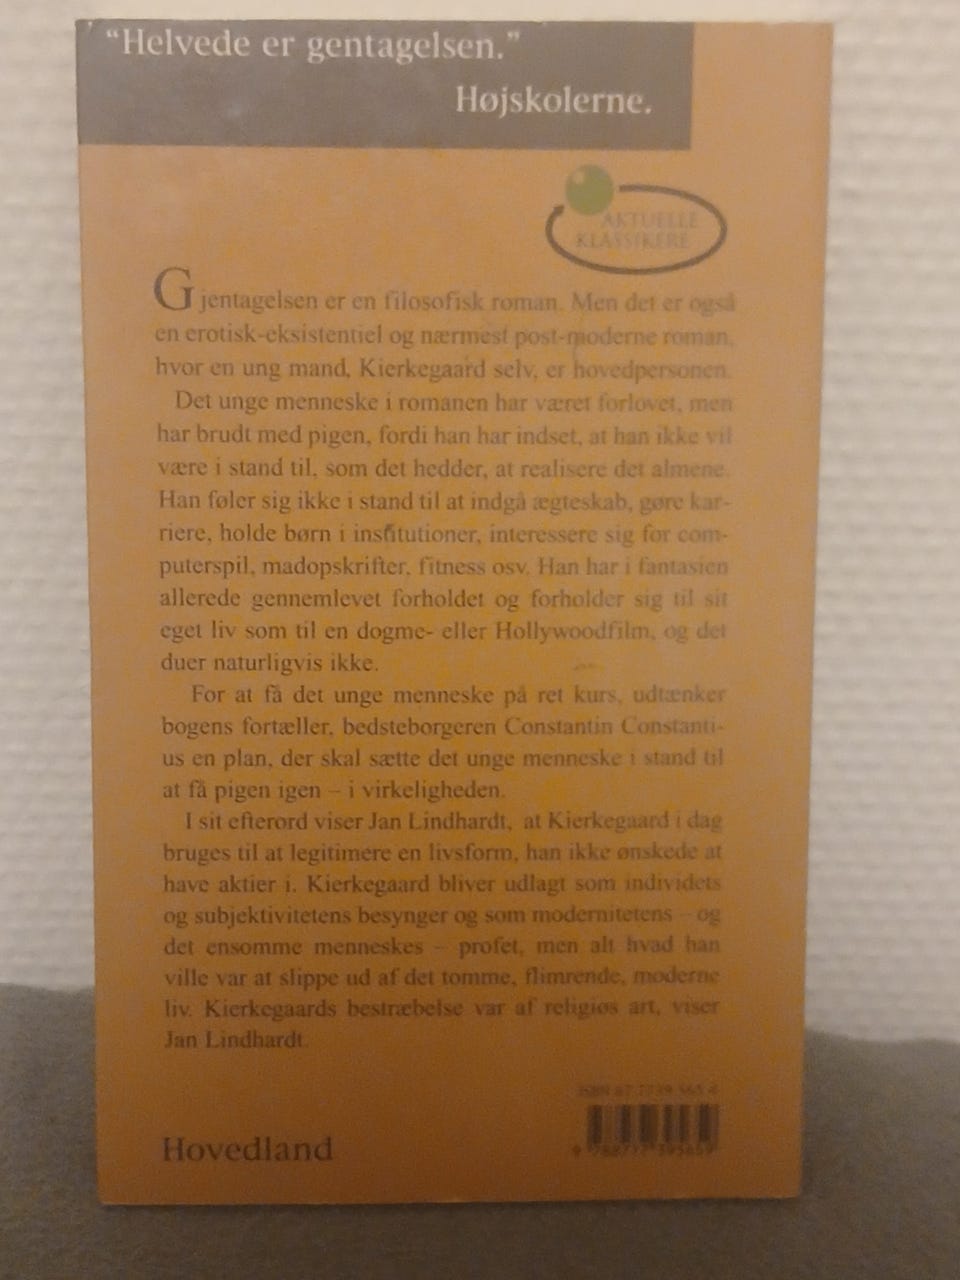 “Helvede er gentagelsen.”
Højskolerne.
AKTUELLE
KLASSIKERE
Gjentagelsen er en filosofisk roman. Men det er også
en erotisk-eksistentiel og nærmest post-moderne roman,
hvor en ung mand, Kierkegaard selv, er hovedpersonen.
Det unge menneske i romanen har været forlovet, men
har brudt med pigen, fordi han har indset, at han ikke vil
være i stand til, som det hedder, at realisere det almene.
Han føler sig ikke i stand til at indgå ægteskab, gøre kar-
riere, holde børn i institutioner, interessere sig for com-
puterspil, madopskrifter, fitness osv. Han har i fantasien
allerede gennemlevet forholdet og forholder sig til sit
eget liv som til en dogme- eller Hollywoodfilm, og det
duer naturligvis ikke.
For at få det unge menneske på ret kurs, udtænker
bogens fortæller, bedsteborgeren Constantin Constanti-
us en plan, der skal sætte det unge menneske i stand til
at få pigen igen – i virkeligheden.
I sit efterord viser Jan Lindhardt, at Kierkegaard i dag
bruges til at legitimere en livsform, han ikke ønskede at
have aktier i. Kierkegaard bliver udlagt som individets
og subjektivitetens besynger og som modernitetens – og
det ensomme menneskes – profet, men alt hvad han
ville var at slippe ud af det tomme, flimrende, moderne
liv. Kierkegaards bestræbelse var af religiøs art, viser
Jan Lindhardt.
ISBN 87 7739 565 4
9 788777 395659
Hovedland